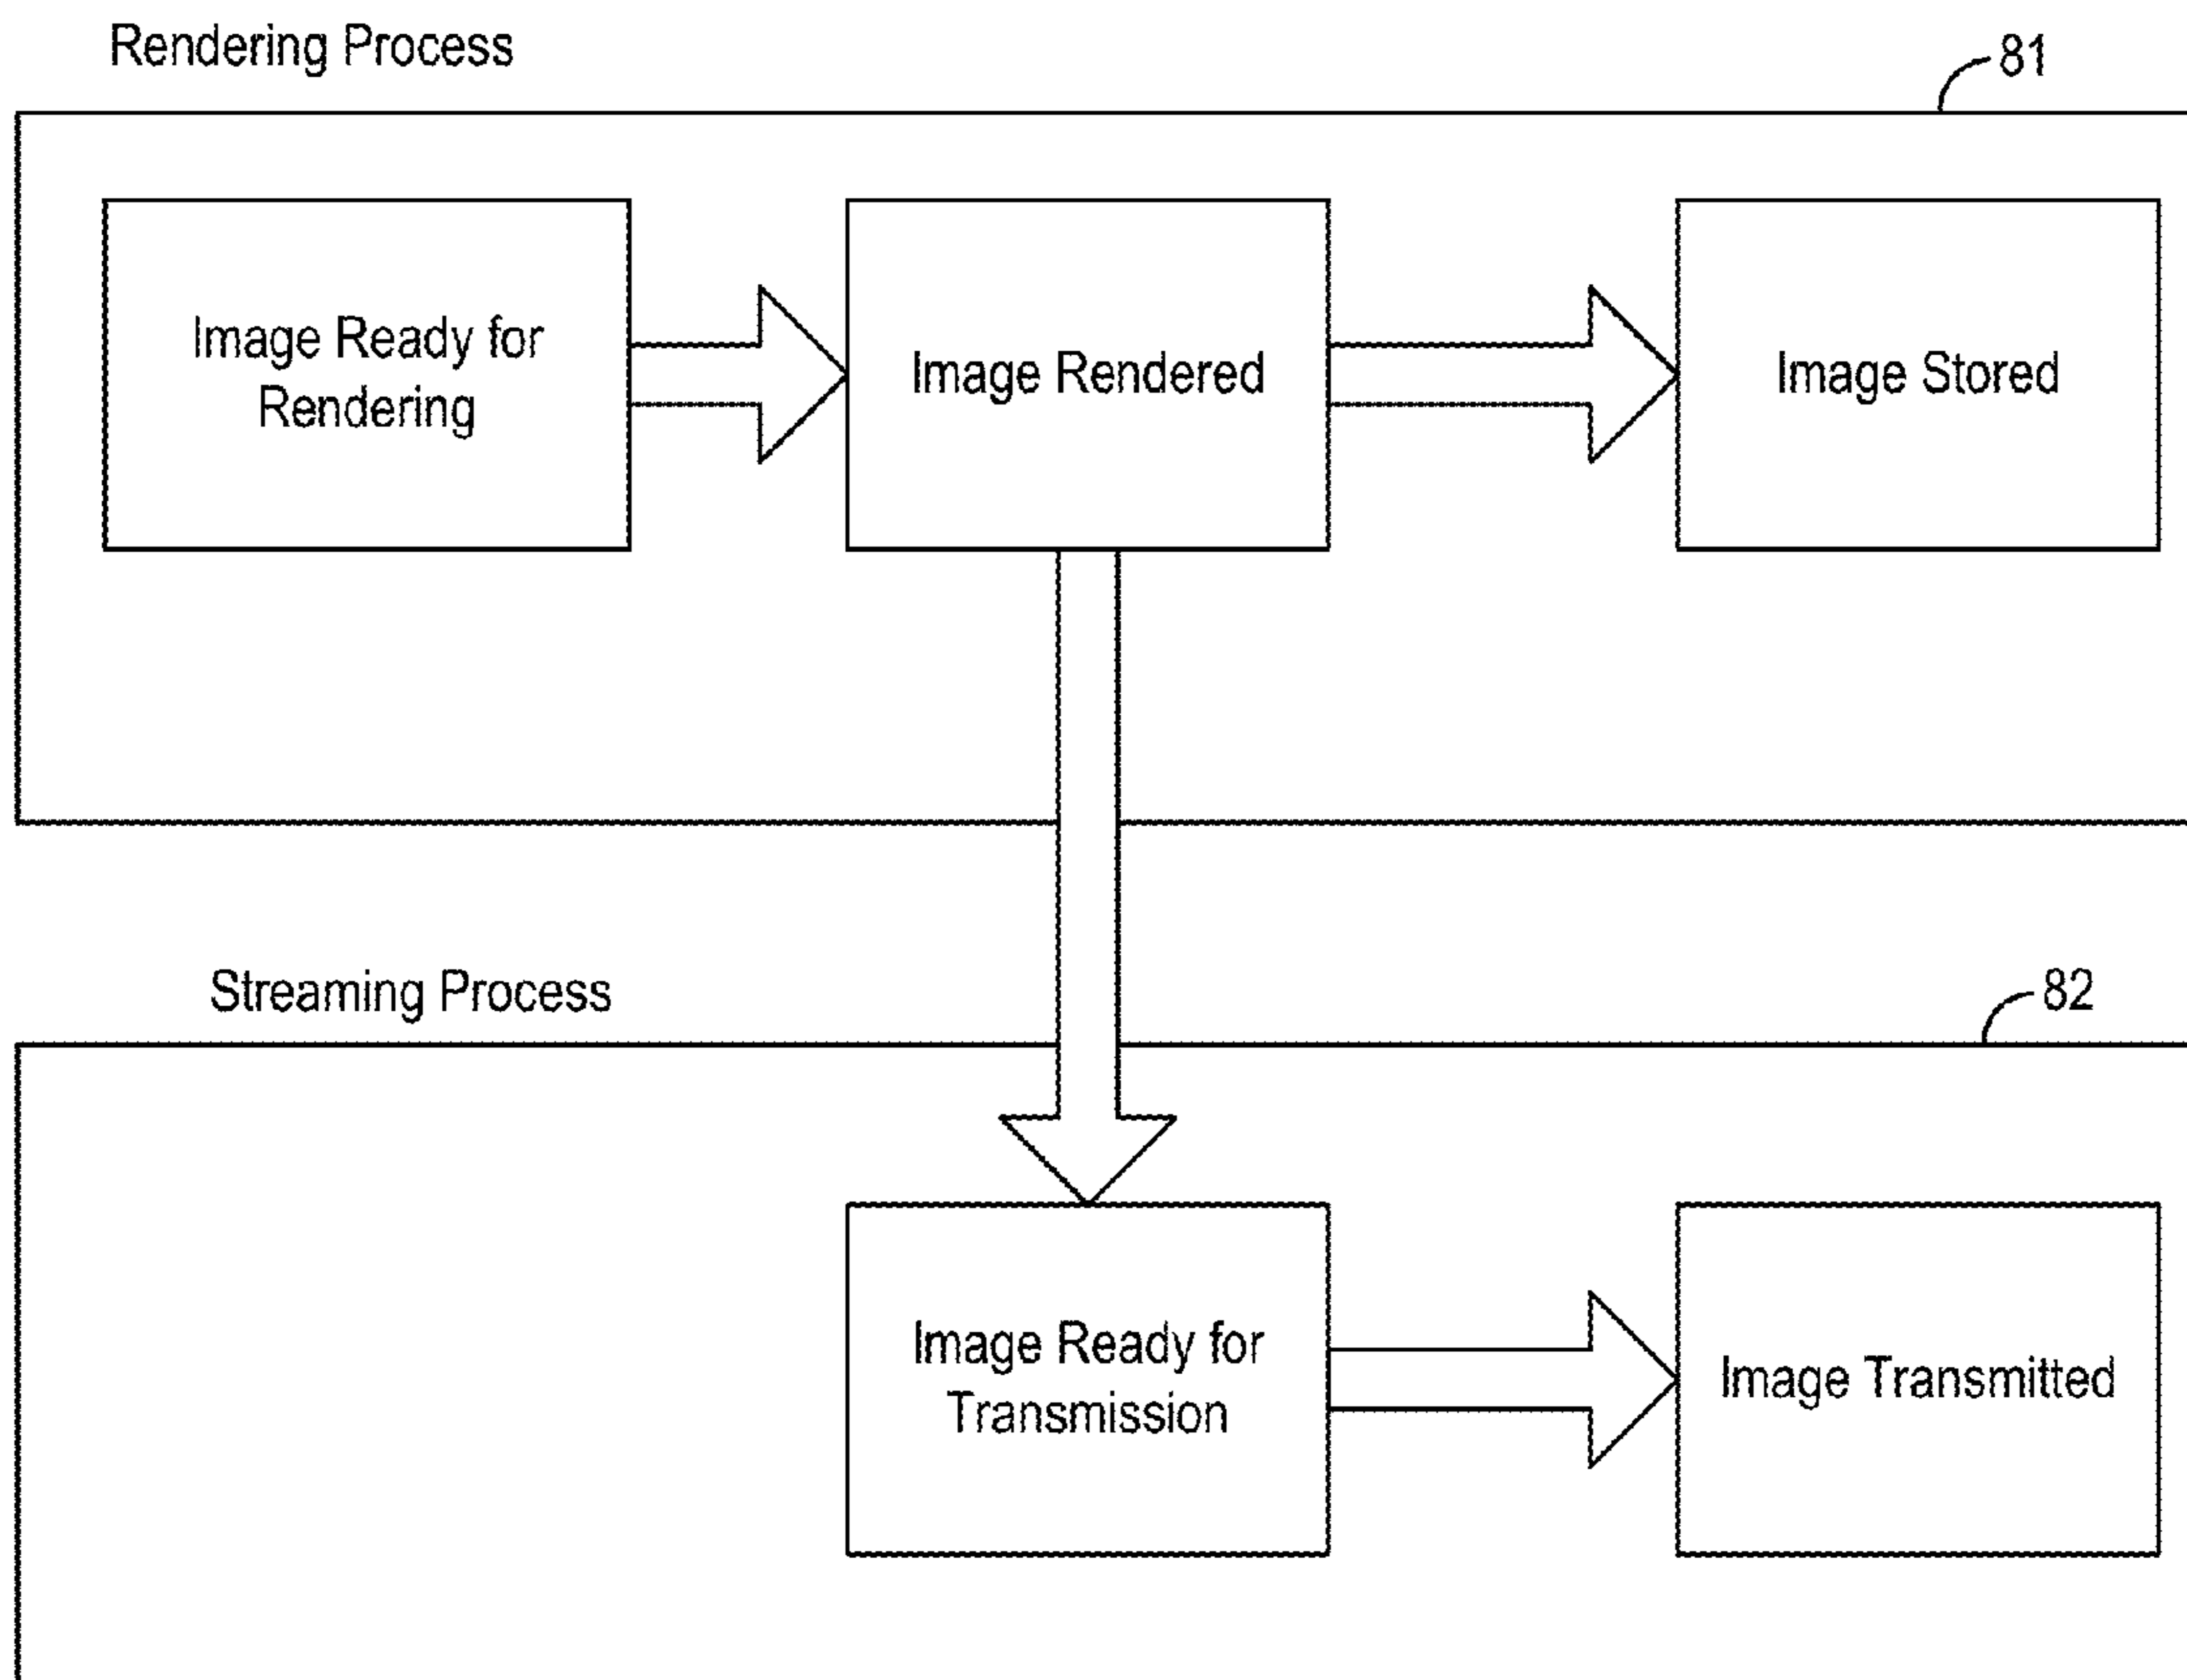 Rendering Process
81
Image Ready for
Rendering
Image Rendered
Image Stored
Streaming Process
82
Image Ready for
Transmission
Image Transmitted